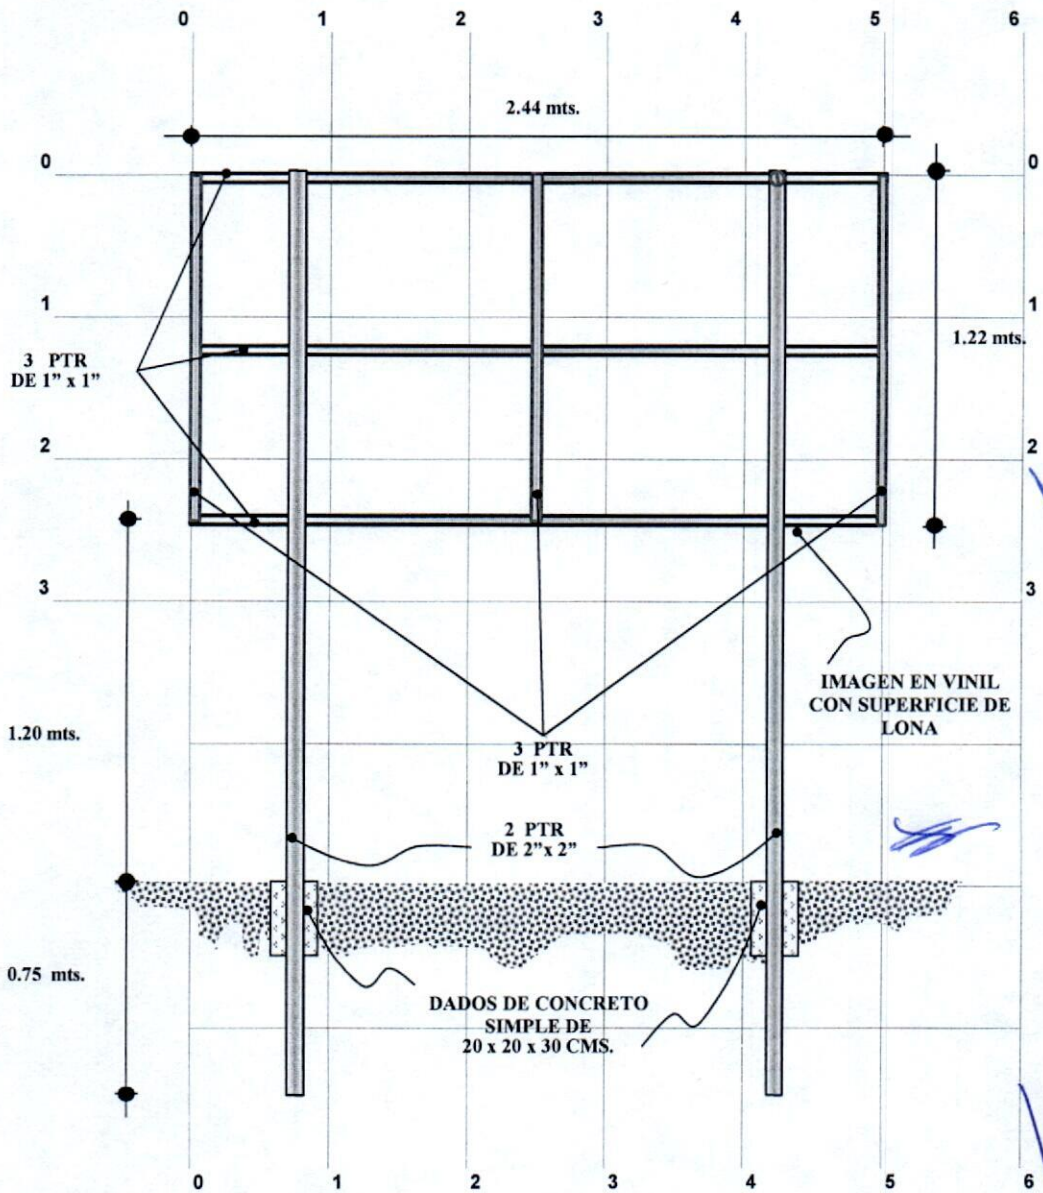 0 1 2 3 4 5 6
2.44 mts.
0 0
1 1
1.22 mts.
3 PTR
DE 1” x 1”
2 2
3 3
IMAGEN EN VINIL
CON SUPERFICIE DE
LONA
1.20 mts.
3 PTR
DE 1” x 1”
2 PTR
DE 2”x 2”
0.75 mts.
DADOS DE CONCRETO
SIMPLE DE
20 x 20 x 30 CMS.
0 1 2 3 4 5 6